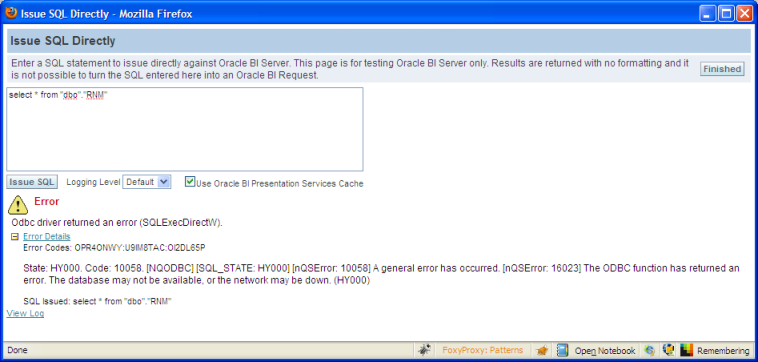 Issue SQL Directly - Mozilla Firefox
Issue SQL Directly
Enter a SQL statement to issue directly against Oracle BI Server. This page is for testing Oracle BI Server only. Results are returned with no formatting and it
is not possible to turn the SQL entered here into an Oracle BI Request.
Finished
select * from "dbo"."RNM"
Issue SQL Logging Level Default Use Oracle BI Presentation Services Cache
Error
Odbc driver returned an error (SQLExecDirectW).
Error Details
Error Codes: OPR4ONWY:U9IM8TAC:OI2DL65P
State: HY000. Code: 10058. [NQODBC] [SQL_STATE: HY000] [nQSError: 10058] A general error has occurred. [nQSError: 16023] The ODBC function has returned an
error. The database may not be available, or the network may be down. (HY000)
SQL Issued: select * from "dbo"."RNM"
View Log
Done FoxyProxy: Patterns Open Notebook Remembering